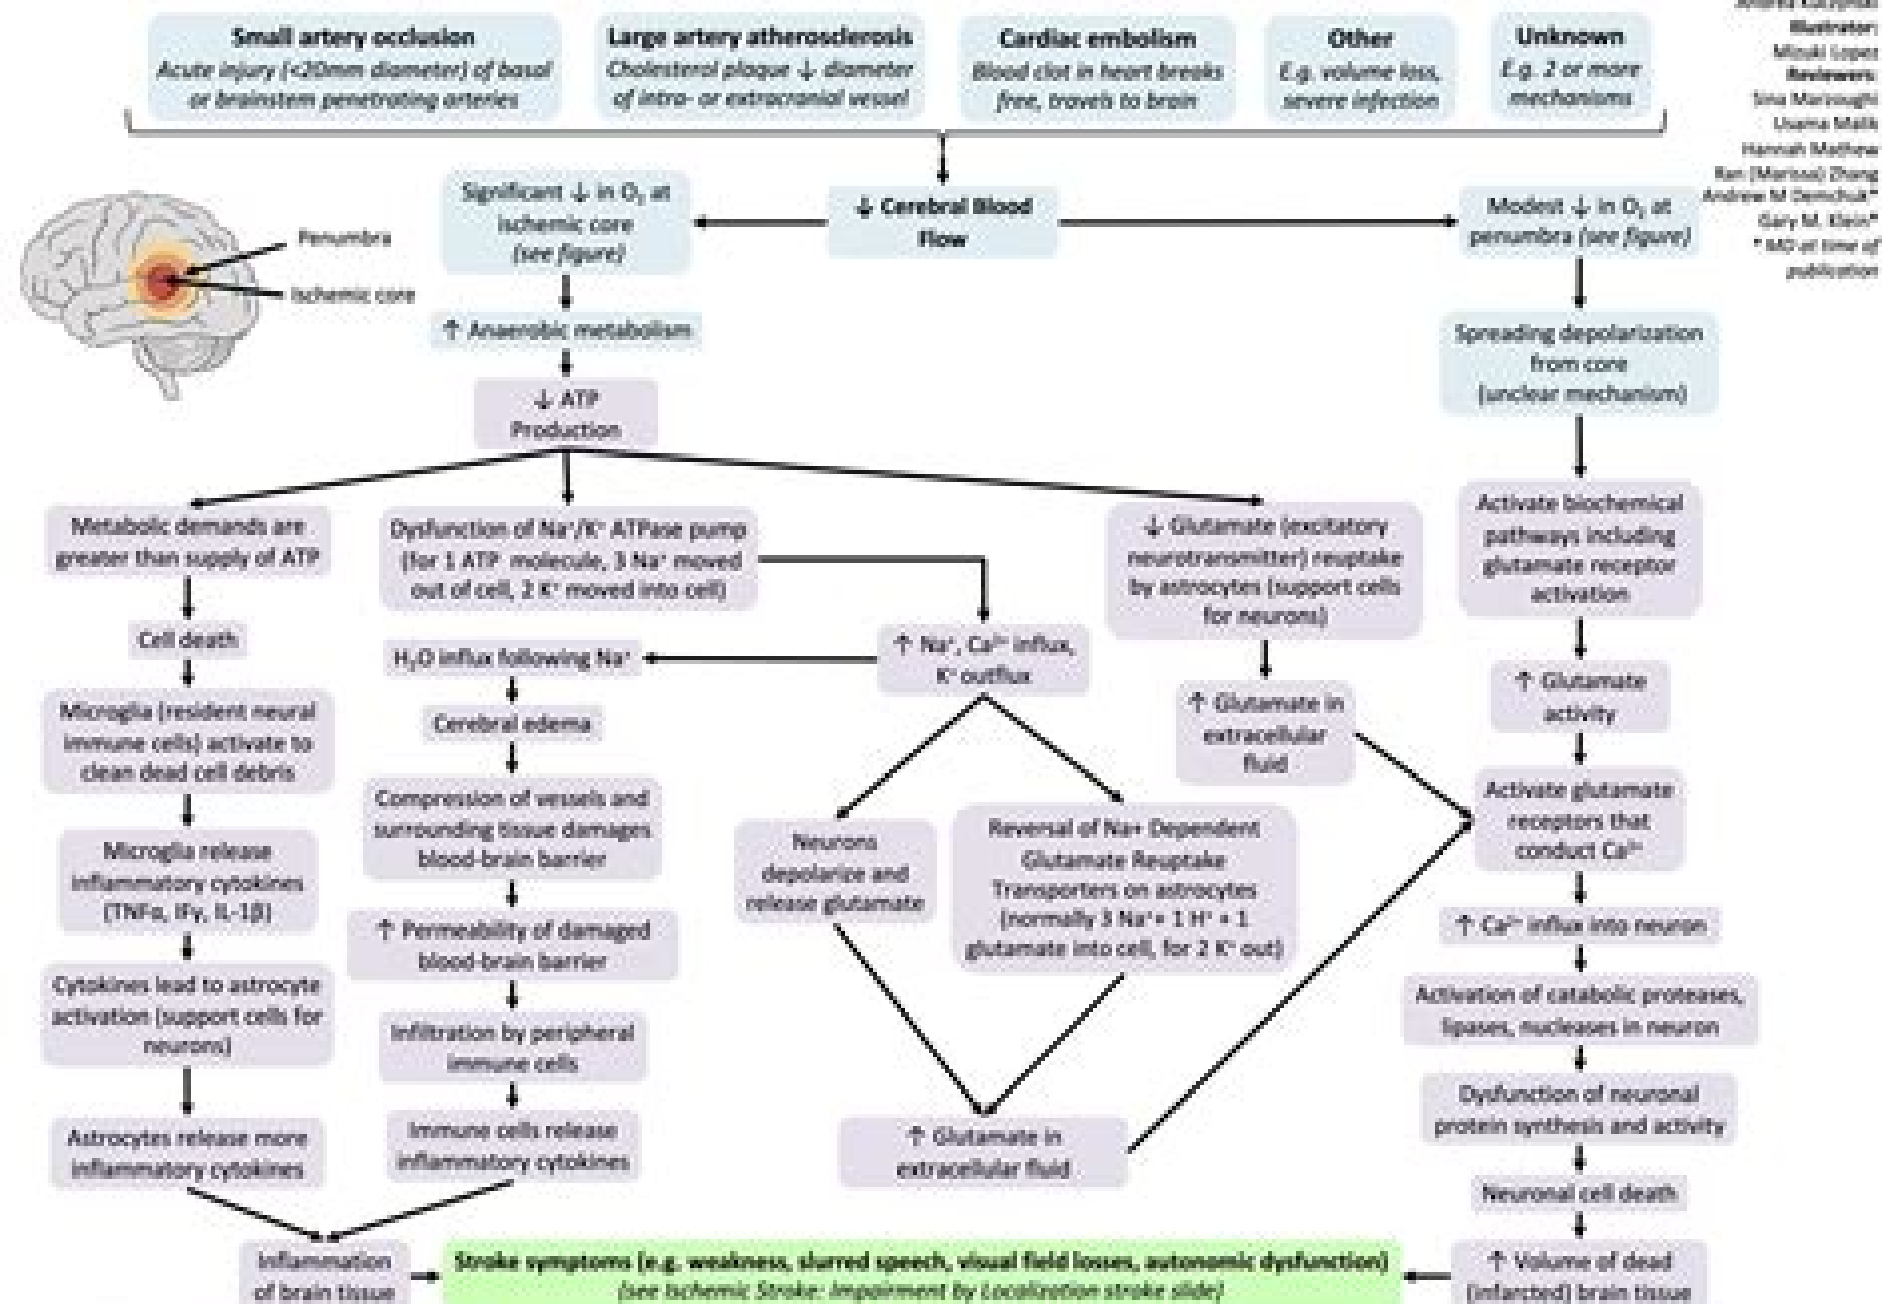 Small artery occlusion
Acute injury (<20mm diameter) of basal
or brainstem penetrating arteries
Large artery atherosclerosis
Cholesterol plaque ↓ diameter
of intra- or extracranial vessel
Cardiac embolism
Blood clot in heart breaks
free, travels to brain
Other
E.g. volume loss,
severe infection
Unknown
E.g. 2 or more
mechanisms
Illustrator:
Mizuki Lopez
Reviewers:
Sina Marzoughi
Usama Malik
Hannah Mathew
Ran (Marissa) Zhang
Andrew M Demchuk*
Gary M. Klein*
* MD at time of
publication
Penumbra
Ischemic core
Significant ↓ in O₂ at
ischemic core
(see figure)
↓ Cerebral Blood
Flow
Modest ↓ in O₂ at
penumbra (see figure)
↑ Anaerobic metabolism
Spreading depolarization
from core
(unclear mechanism)
↓ ATP
Production
Metabolic demands are
greater than supply of ATP
Dysfunction of Na⁺/K⁺ ATPase pump
(for 1 ATP molecule, 3 Na⁺ moved
out of cell, 2 K⁺ moved into cell)
↓ Glutamate (excitatory
neurotransmitter) reuptake
by astrocytes (support cells
for neurons)
Activate biochemical
pathways including
glutamate receptor
activation
Cell death
H₂O influx following Na⁺
↑ Na⁺, Ca²⁺ influx,
K⁺ outflux
↑ Glutamate in
extracellular
fluid
↑ Glutamate
activity
Microglia (resident neural
immune cells) activate to
clean dead cell debris
Cerebral edema
Compression of vessels and
surrounding tissue damages
blood-brain barrier
Neurons
depolarize and
release glutamate
Reversal of Na+ Dependent
Glutamate Reuptake
Transporters on astrocytes
(normally 3 Na⁺+ 1 H⁺ + 1
glutamate into cell, for 2 K⁺ out)
Activate glutamate
receptors that
conduct Ca²⁺
Microglia release
inflammatory cytokines
(TNFα, IFγ, IL-1β)
↑ Permeability of damaged
blood-brain barrier
↑ Ca²⁺ influx into neuron
Cytokines lead to astrocyte
activation (support cells for
neurons)
Infiltration by peripheral
immune cells
Activation of catabolic proteases,
lipases, nucleases in neuron
Dysfunction of neuronal
protein synthesis and activity
Astrocytes release more
inflammatory cytokines
Immune cells release
inflammatory cytokines
↑ Glutamate in
extracellular fluid
Neuronal cell death
Inflammation
of brain tissue
Stroke symptoms (e.g. weakness, slurred speech, visual field losses, autonomic dysfunction)
(see Ischemic Stroke: Impairment by Localization stroke slide)
↑ Volume of dead
(infarcted) brain tissue